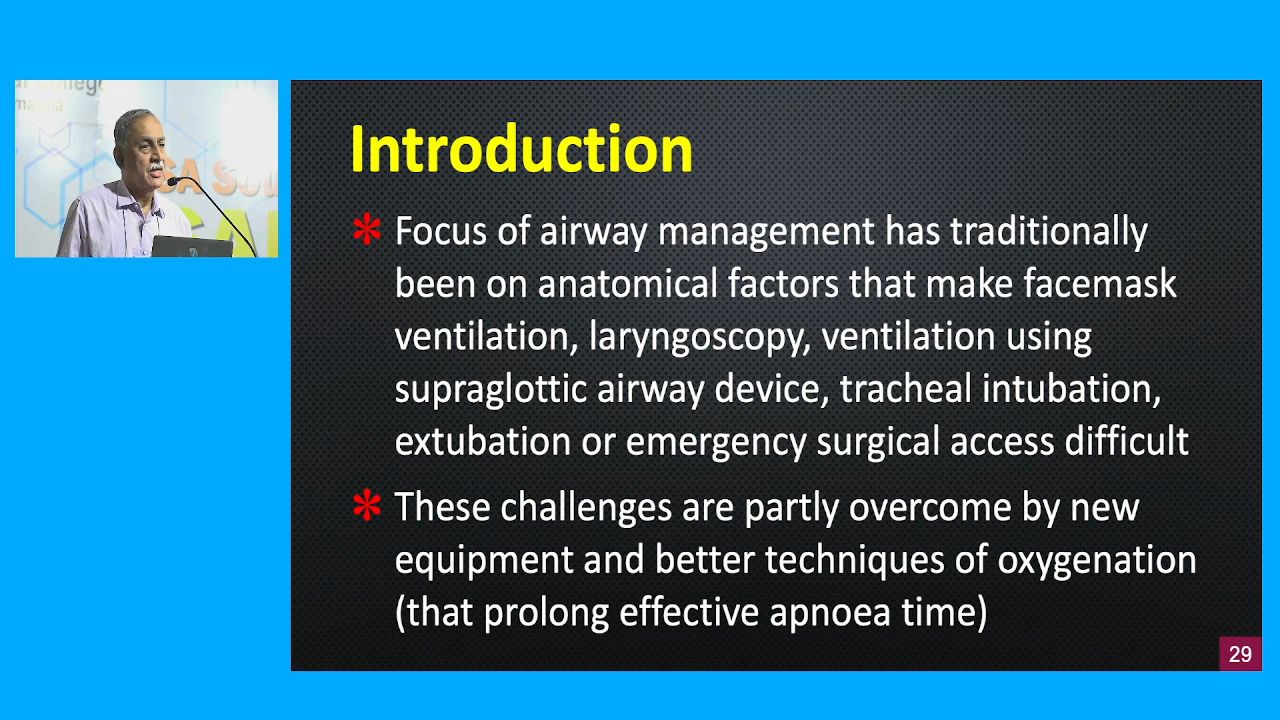 Introduction
Focus of airway management has traditionally
been on anatomical factors that make facemask
ventilation, laryngoscopy, ventilation using
supraglottic airway device, tracheal intubation,
extubation or emergency surgical access difficult
These challenges are partly overcome by new
equipment and better techniques of oxygenation
(that prolong effective apnoea time)
29